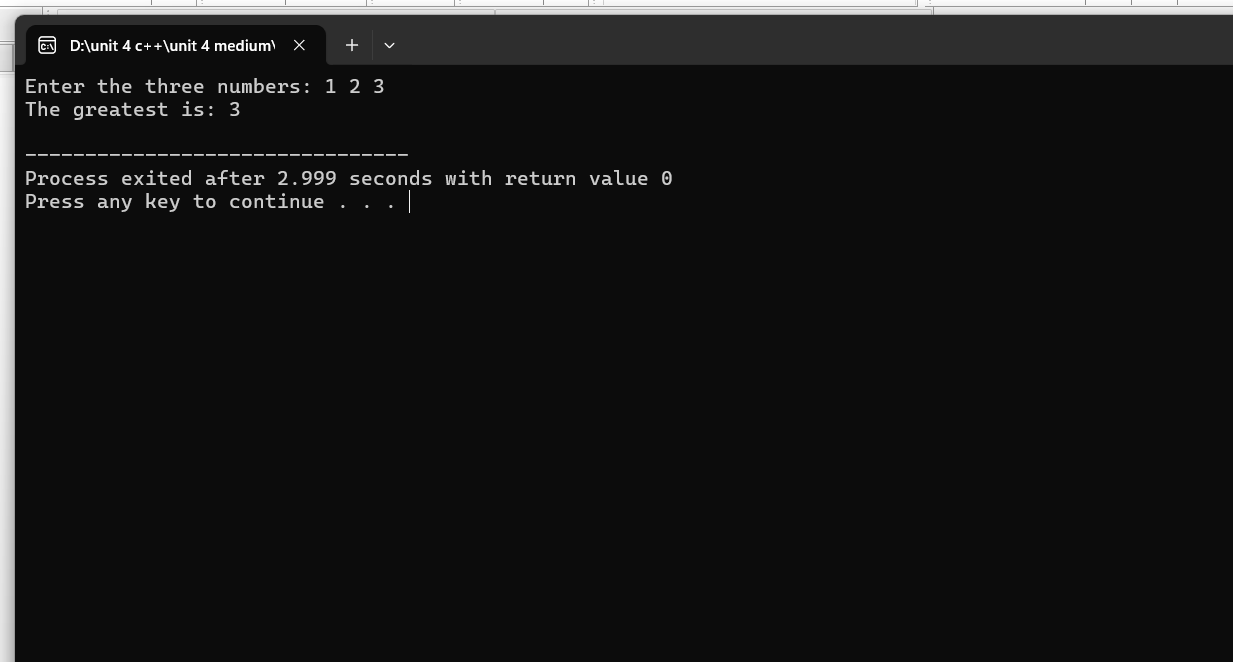 D:\unit 4 c++\unit 4 medium\
Enter the three numbers: 1 2 3
The greatest is: 3
--------------------------------
Process exited after 2.999 seconds with return value 0
Press any key to continue . . .